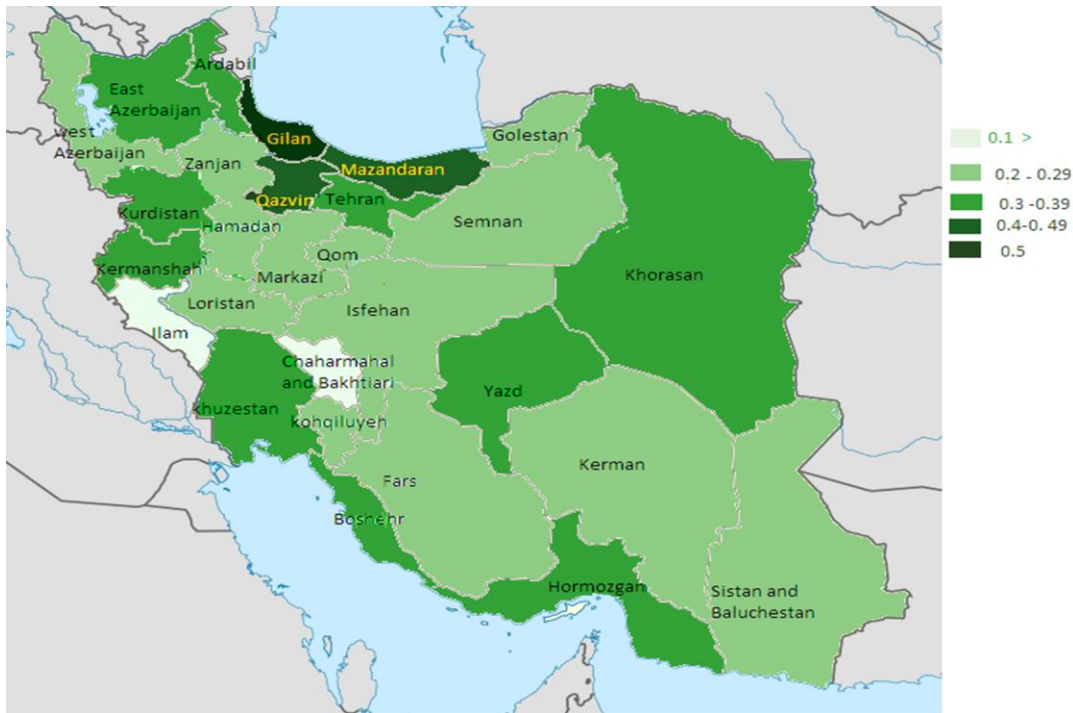 Ardabil
East
Azerbaijan
west
Azerbaijan
Gilan
Golestan
Zanjan
Mazandaran
Qazvin
Tehran
Kurdistan
Hamadan
Semnan
Qom
Kermanshah
Markazi
Khorasan
Loristan
Isfehan
Ilam
Chaharmahal
and Bakhtiari
Yazd
khuzestan
kohqiluyeh
Kerman
Fars
Boshehr
Hormozgan
Sistan and
Baluchestan
0.1 >
0.2 - 0.29
0.3 -0.39
0.4-0. 49
0.5